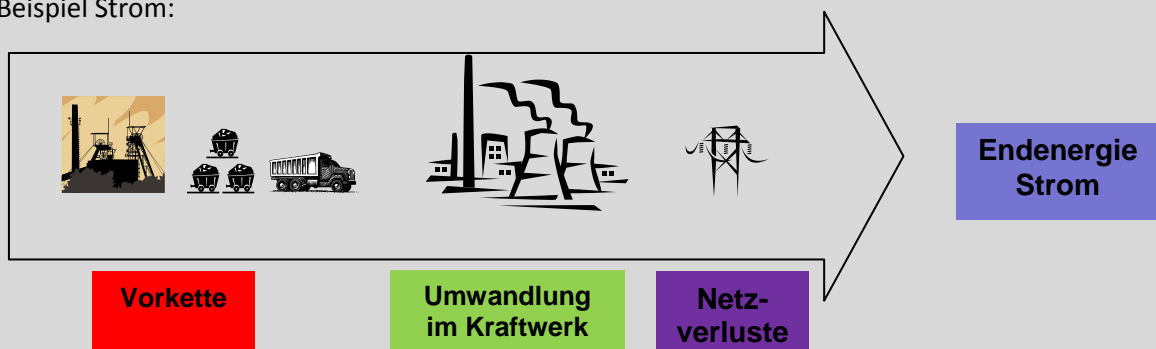 Beispiel Strom:
Endenergie
Strom
Vorkette
Umwandlung
im Kraftwerk
Netz-
verluste